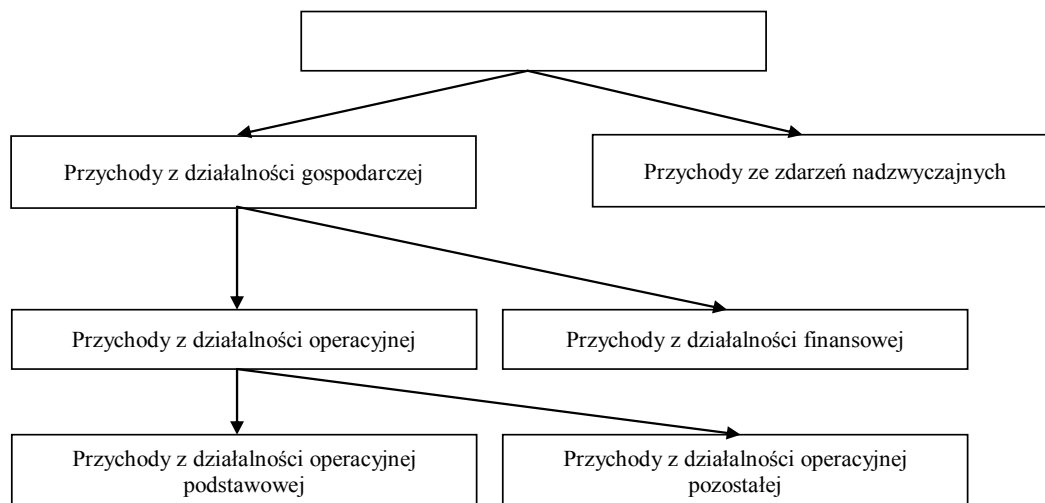 Przychody z działalności gospodarczej
Przychody ze zdarzeń nadzwyczajnych
Przychody z działalności operacyjnej
Przychody z działalności finansowej
Przychody z działalności operacyjnej
podstawowej
Przychody z działalności operacyjnej
pozostałej